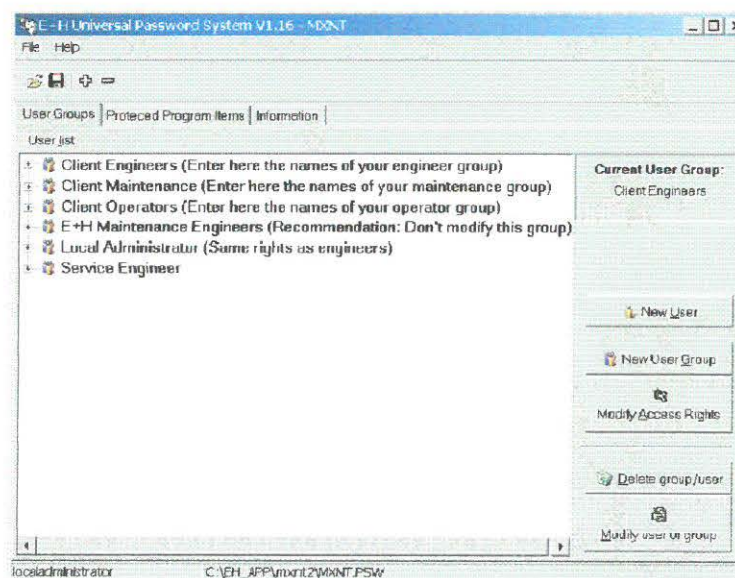 E-H Universal Password System V1.16 - MXNT
File Help
User Groups Proteced Program Items Information
User list
Client Engineers (Enter here the names of your engineer group)
Client Maintenance (Enter here the names of your maintenance group)
Client Operators (Enter here the names of your operator group)
E+H Maintenance Engineers (Recommendation: Don't modify this group)
Local Administrator (Same rights as engineers)
Service Engineer
Current User Group:
Client Engineers
New User
New User Group
Modify Access Rights
Delete group/user
Modify user or group
localadministrator C:\EH_APP\mxnt2\MXNT.PSW